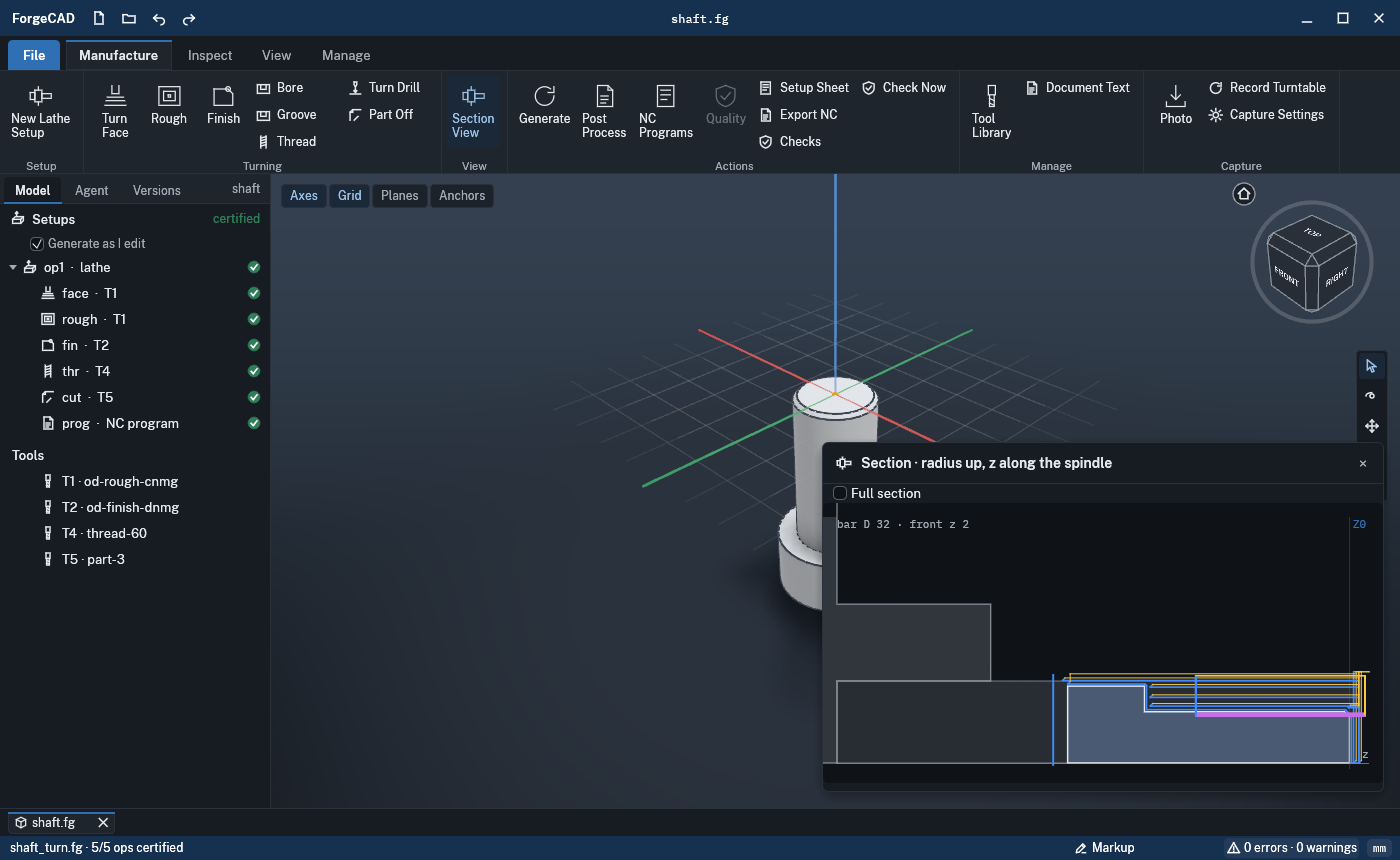 ForgeCAD
shaft.fg
File
Manufacture
Inspect
View
Manage
New Lathe Setup
Turn Face
Rough
Finish
Bore
Groove
Thread
Turn Drill
Part Off
Section View
Generate
Post Process
NC Programs
Quality
Setup Sheet
Export NC
Checks
Check Now
Tool Library
Document Text
Photo
Record Turntable
Capture Settings
Setup
Turning
View
Actions
Manage
Capture
Model
Agent
Versions
shaft
Setups
certified
Generate as I edit
op1 · lathe
face · T1
rough · T1
fin · T2
thr · T4
cut · T5
prog · NC program
Tools
T1 · od-rough-cnmg
T2 · od-finish-dnmg
T4 · thread-60
T5 · part-3
Axes
Grid
Planes
Anchors
TOP
FRONT
RIGHT
Section · radius up, z along the spindle
Full section
bar D 32 · front z 2
Z0
z
shaft.fg
shaft_turn.fg · 5/5 ops certified
Markup
0 errors · 0 warnings
mm